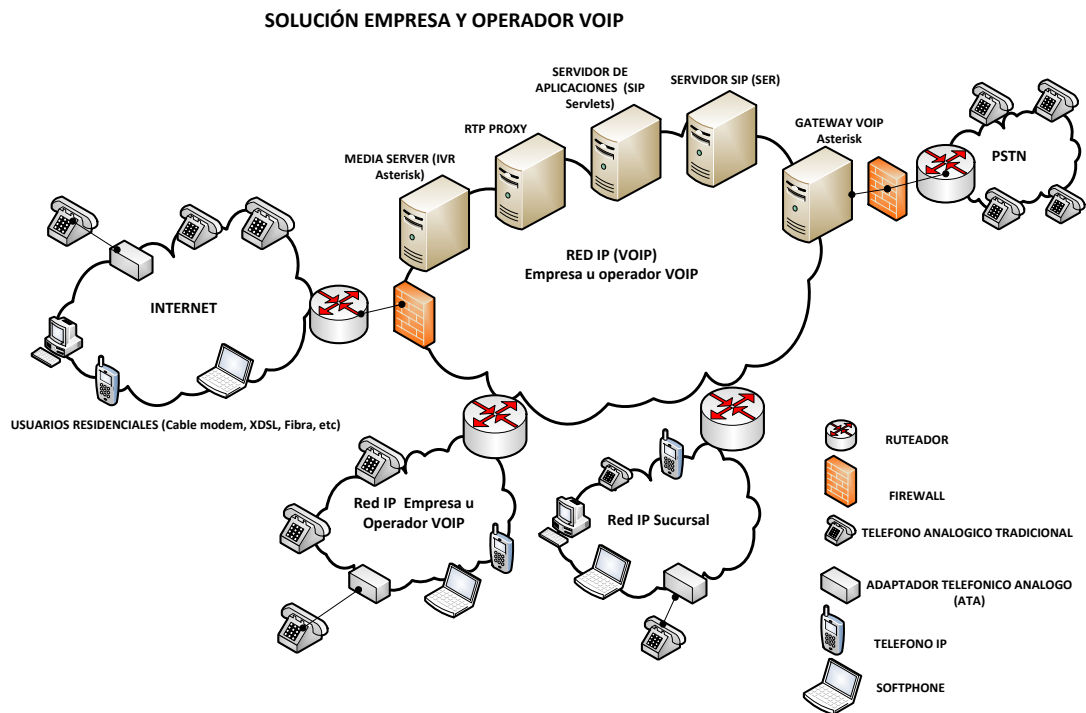 SOLUCIÓN EMPRESA Y OPERADOR VOIP
SERVIDOR DE
APLICACIONES (SIP
Servlets)
SERVIDOR SIP (SER)
RTP PROXY
GATEWAY VOIP
Asterisk
MEDIA SERVER (IVR
Asterisk)
PSTN
RED IP (VOIP)
Empresa u operador VOIP
INTERNET
USUARIOS RESIDENCIALES (Cable modem, XDSL, Fibra, etc)
Red IP Empresa u
Operador VOIP
Red IP Sucursal
RUTEADOR
FIREWALL
TELEFONO ANALOGICO TRADICIONAL
ADAPTADOR TELEFONICO ANALOGO
(ATA)
TELEFONO IP
SOFTPHONE